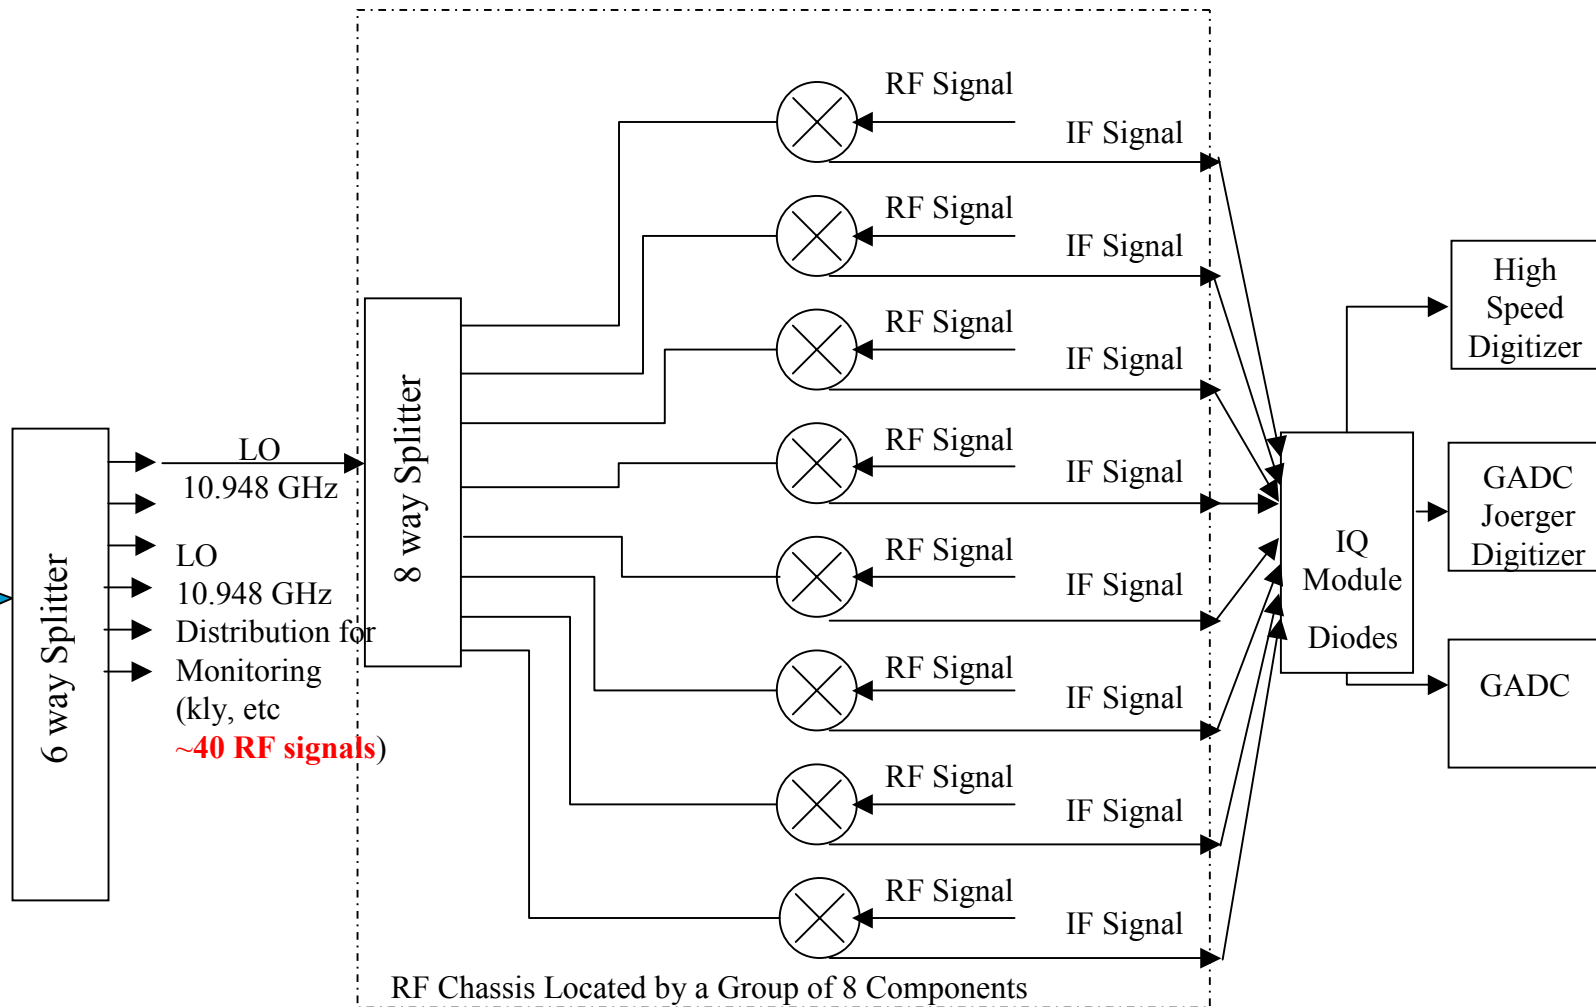 6 way Splitter
LO
10.948 GHz
LO
10.948 GHz
Distribution for
Monitoring
(kly, etc
~40 RF signals)
8 way Splitter
RF Signal
IF Signal
RF Signal
IF Signal
RF Signal
IF Signal
RF Signal
IF Signal
RF Signal
IF Signal
RF Signal
IF Signal
RF Signal
IF Signal
RF Signal
IF Signal
RF Chassis Located by a Group of 8 Components
IQ
Module
Diodes
High
Speed
Digitizer
GADC
Joerger
Digitizer
GADC